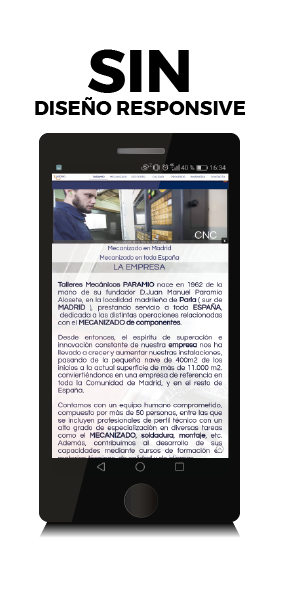 SIN
DISEÑO RESPONSIVE
40 % 16:34
CNC
Mecanizado en Madrid
Mecanizado en toda España
LA EMPRESA
Talleres Mecánicos PARAMIO nace en 1962 de la
mano de su fundador D.Juan Manuel Paramio
Alosete, en la localidad madrileña de Parla ( sur de
MADRID ), prestando servicio a toda ESPAÑA,
dedicada a las distintas operaciones relacionadas
con el MECANIZADO de componentes.
Desde entonces, el espíritu de superación e
innovación constante de nuestra empresa nos ha
llevado a crecer y aumentar nuestras instalaciones,
pasando de la pequeña nave de 400m2 de los
inicios a la actual superficie de más de 11.000 m2,
convirtiéndonos en una empresa de referencia en
toda la Comunidad de Madrid, y en el resto de
España,
Contamos con un equipo humano comprometido,
compuesto por más de 50 personas, entre las que
se incluyen profesionales de perfil técnico con un
alto grado de especialización en diversas tareas
como el MECANIZADO, soldadura, montaje, etc.
Además, contribuimos al desarrollo de sus
capacidades mediante cursos de formación en